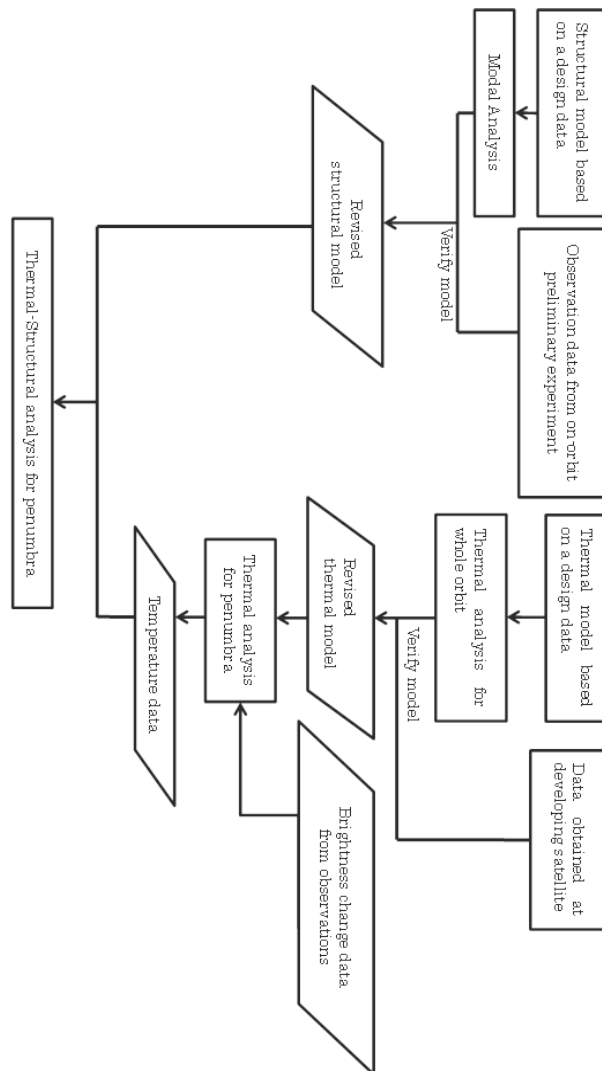 Structural model based
on a design data
Modal Analysis
Observation data from on-orbit
preliminary experiment
Verify model
Revised
structural model
Thermal model based
on a design data
Thermal analysis for
whole orbit
Data obtained at
developing satellite
Verify model
Revised
thermal model
Thermal analysis
for penumbra
Brightness change data
from observations
Temperature data
Thermal-Structural analysis for penumbra